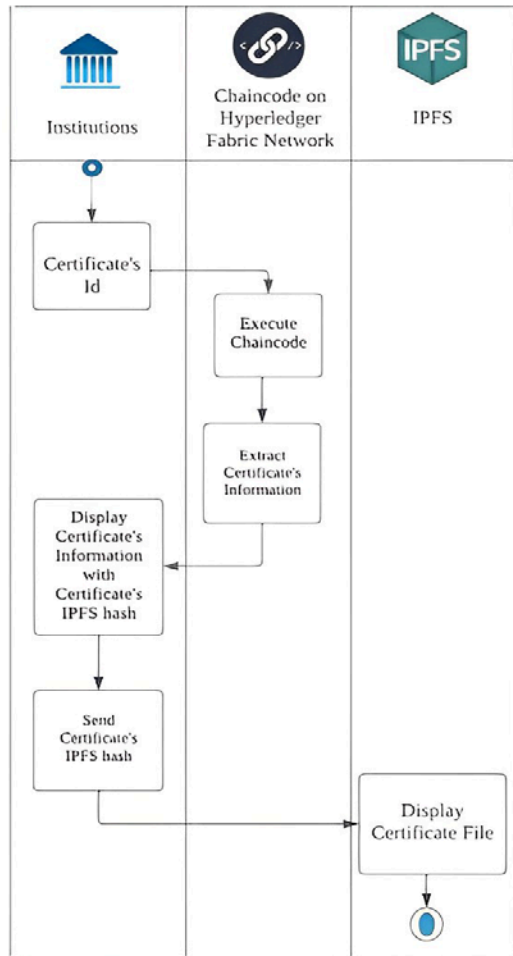 Institutions
</>
Chaincode on
Hyperledger
Fabric Network
IPFS
IPFS
Certificate's
Id
Execute
Chaincode
Extract
Certificate's
Information
Display
Certificate's
Information
with
Certificate's
IPFS hash
Send
Certificate's
IPFS hash
Display
Certificate File